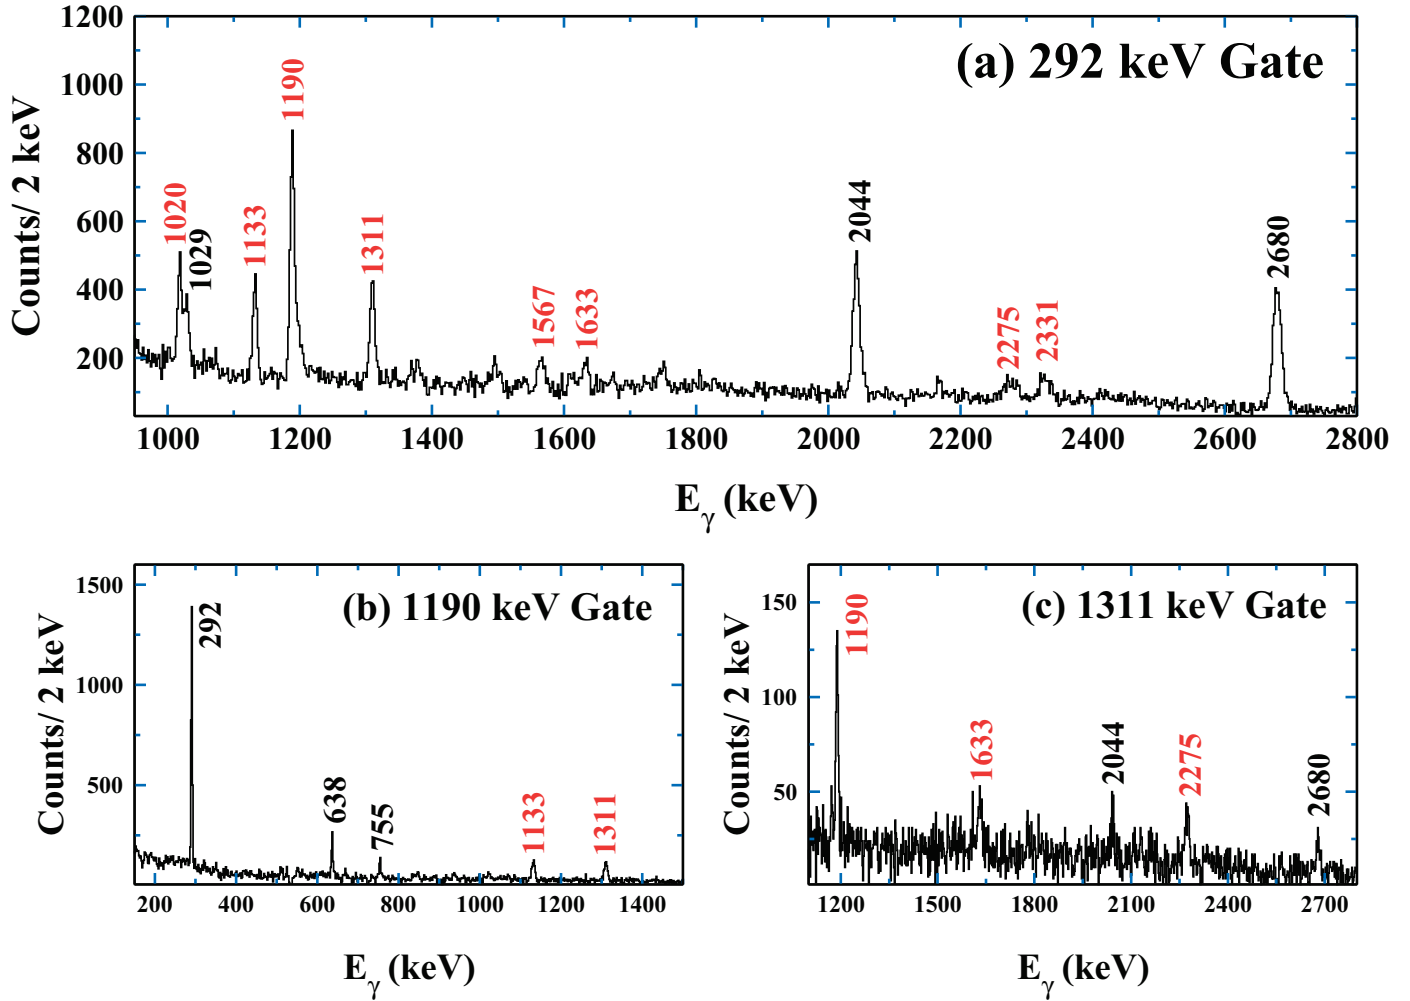 (a) 292 keV Gate
Counts/ 2 keV
1200
1000
800
600
400
200
1020
1029
1133
1190
1311
1567
1633
2044
2275
2331
2680
1000 1200 1400 1600 1800 2000 2200 2400 2600 2800
Eγ (keV)
(b) 1190 keV Gate
Counts/ 2 keV
1500
1000
500
292
638
755
1133
1311
200 400 600 800 1000 1200 1400
Eγ (keV)
(c) 1311 keV Gate
Counts/ 2 keV
150
100
50
1190
1633
2044
2275
2680
1200 1500 1800 2100 2400 2700
Eγ (keV)